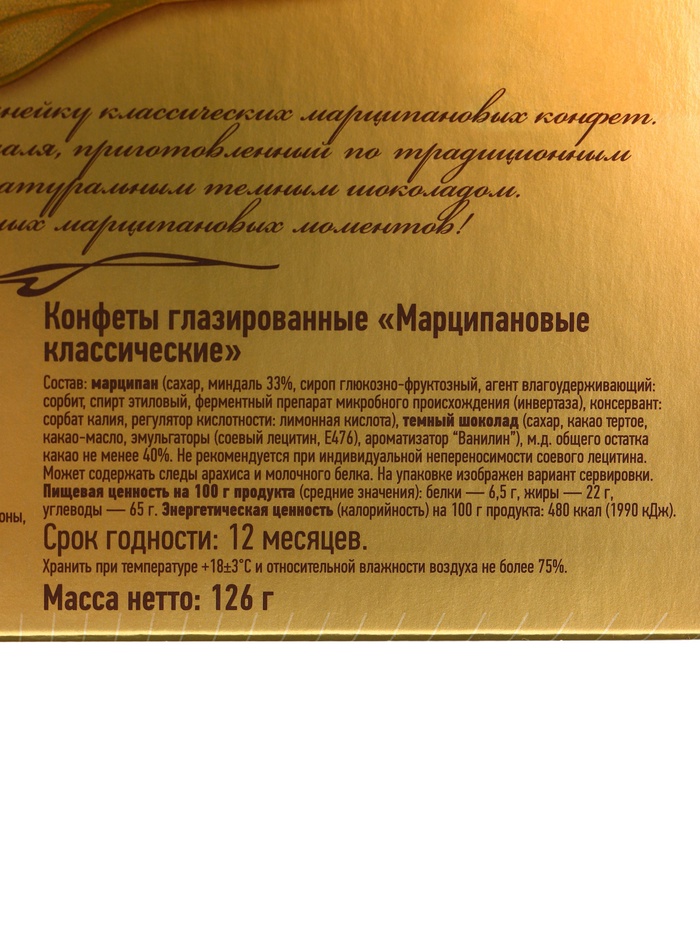 классических марципановых конфет.
приготовленный по традиционным
темным шоколадом.
марципановых моментов!
Конфеты глазированные «Марципановые
классические»
Состав: марципан (сахар, миндаль 33%, сироп глюкозно-фруктозный, агент влагоудерживающий:
сорбит, спирт этиловый, ферментный препарат микробного происхождения (инвертаза), консервант:
сорбат калия, регулятор кислотности: лимонная кислота), темный шоколад (сахар, какао тертое,
какао-масло, эмульгаторы (соевый лецитин, Е476), ароматизатор "Ванилин"), м.д. общего остатка
какао не менее 40%. Не рекомендуется при индивидуальной непереносимости соевого лецитина.
Может содержать следы арахиса и молочного белка. На упаковке изображен вариант сервировки.
Пищевая ценность на 100 г продукта (средние значения): белки — 6,5 г, жиры — 22 г,
углеводы — 65 г. Энергетическая ценность (калорийность) на 100 г продукта: 480 ккал (1990 кДж).
Срок годности: 12 месяцев.
Хранить при температуре +18±3°С и относительной влажности воздуха не более 75%.
Масса нетто: 126 г